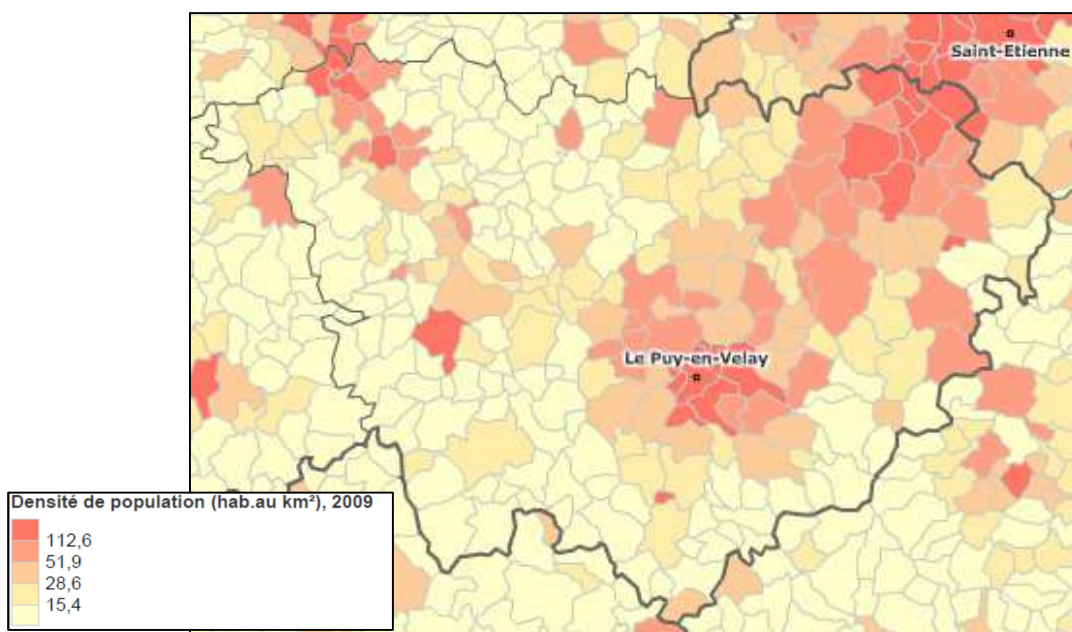 Saint-Etienne
Le Puy-en-Velay
Densité de population (hab.au km²), 2009
112,6
51,9
28,6
15,4